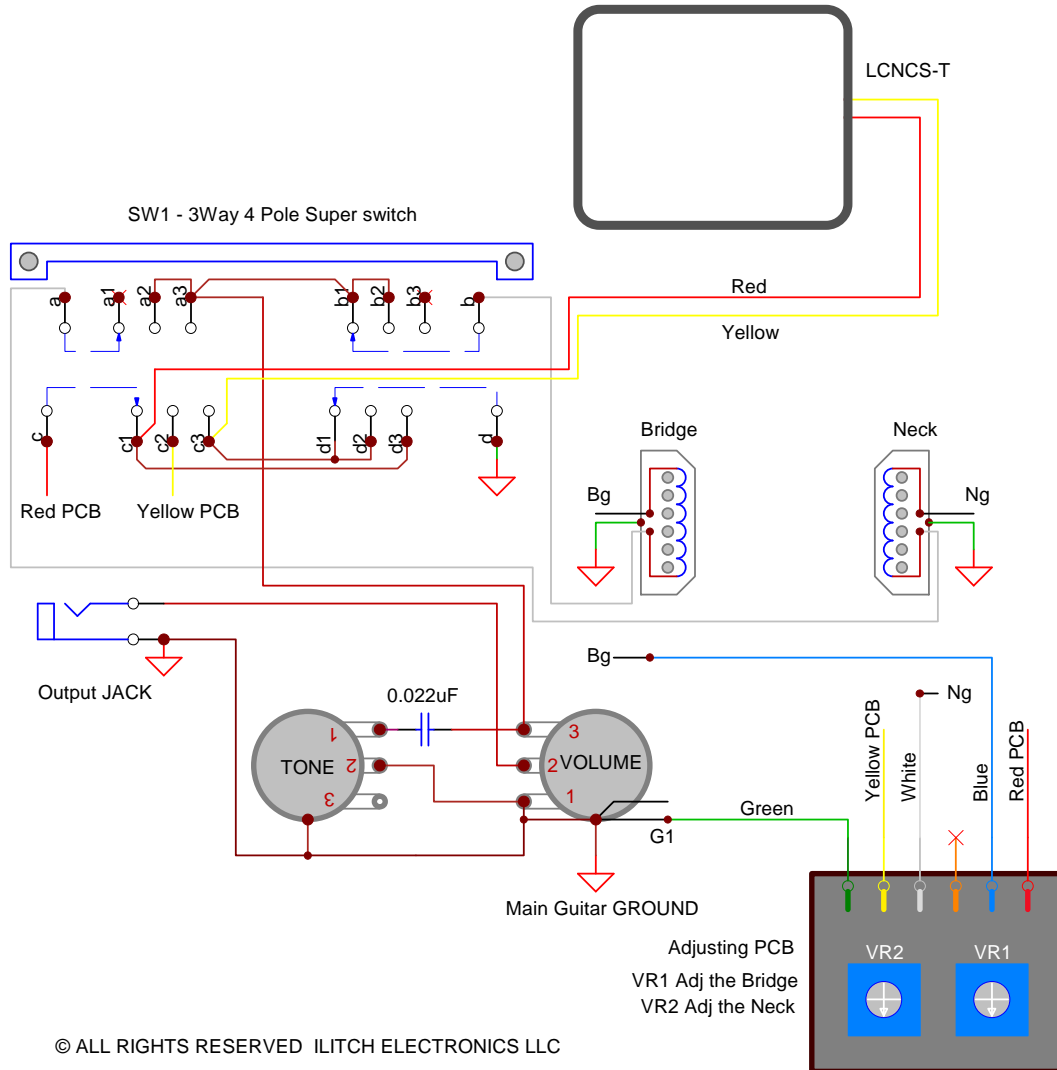 LCNCS-T
SW1 - 3Way 4 Pole Super switch
a
a1
a2
a3
b1
b2
b3
b
Red
Yellow
c
c1
c2
c3
d1
d2
d3
d
Red PCB
Yellow PCB
Bridge
Neck
Bg
Ng
Output JACK
Bg
Ng
0.022uF
1
2
3
TONE
3
2
1
VOLUME
Yellow PCB
White
Blue
Red PCB
Green
G1
Main Guitar GROUND
Adjusting PCB
VR2
VR1
VR1 Adj the Bridge
VR2 Adj the Neck
© ALL RIGHTS RESERVED ILITCH ELECTRONICS LLC